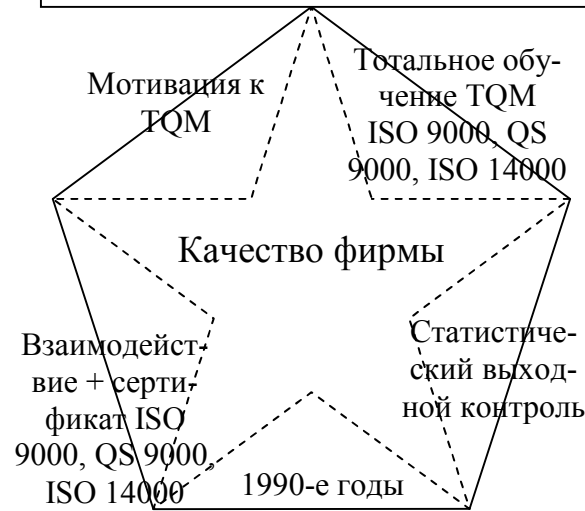 Мотивация к
TQM
Тотальное обу-
чение TQM
ISO 9000, QS
9000, ISO 14000
Качество фирмы
Взаимодейст-
вие + серти-
фикат ISO
9000, QS 9000,
ISO 14000
Статистиче-
ский выход-
ной контроль
1990-е годы